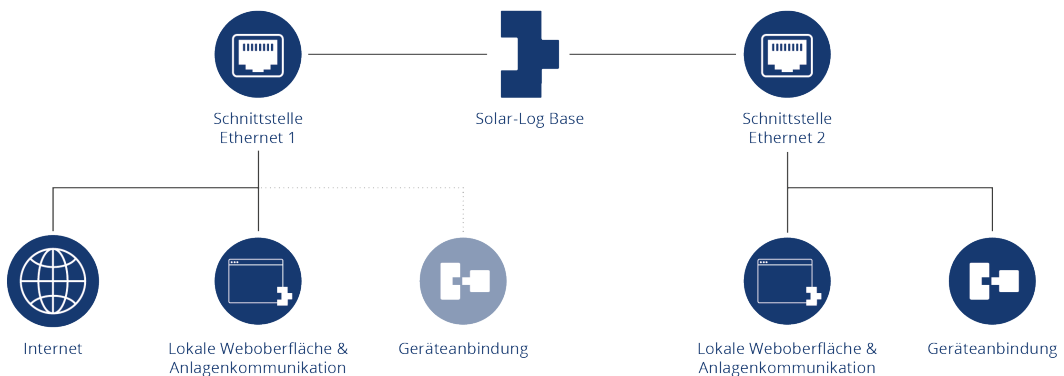 Schnittstelle
Ethernet 1
Solar-Log Base
Schnittstelle
Ethernet 2
Internet
Lokale Weboberfläche &
Anlagenkommunikation
Geräteanbindung
Lokale Weboberfläche &
Anlagenkommunikation
Geräteanbindung